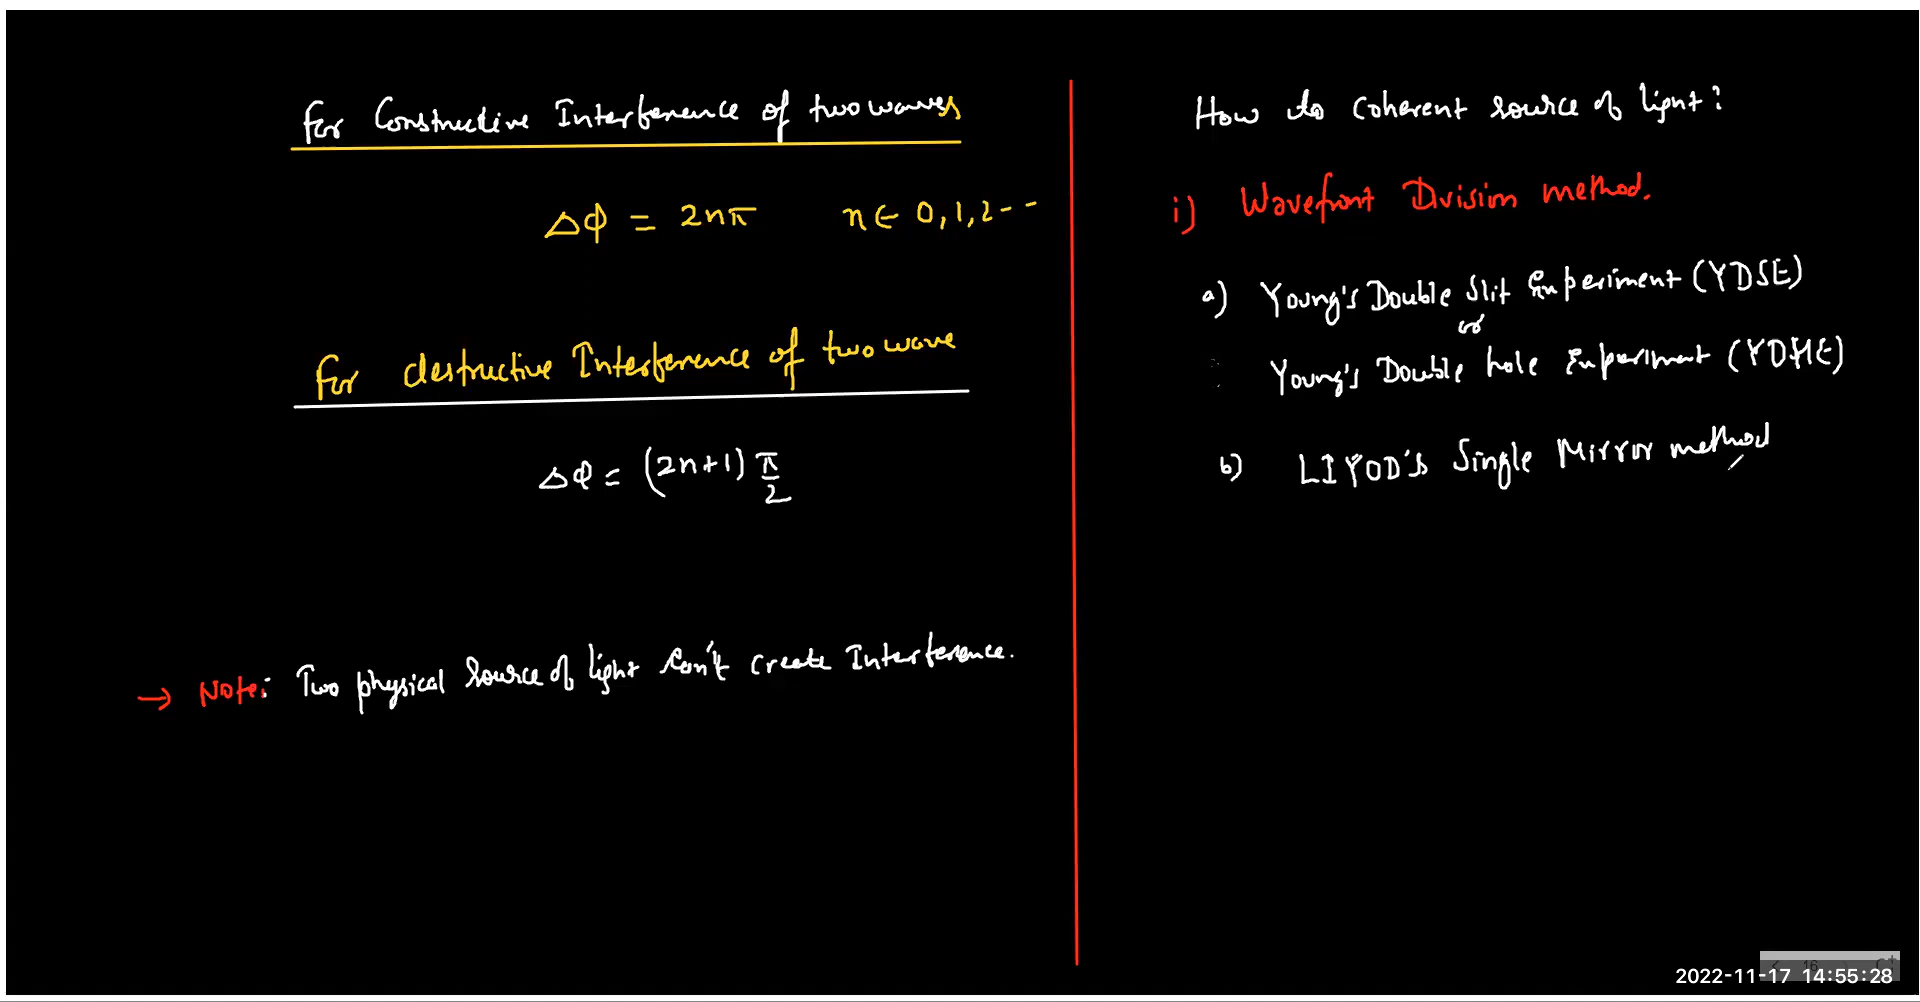 For Constructive Interference of two waves
Δφ = 2nπ n ∈ 0, 1, 2 - -
For destructive Interference of two wave
Δφ = (2n+1) π/2
→ Note: Two physical source of light can't create Interference.
How to coherent source of light?
i) Wavefront Division method.
a) Young's Double Slit Experiment (YDSE)
or
Young's Double hole Experiment (YDHE)
b) LIYOD's Single Mirror method
16
2022-11-17 14:55:28